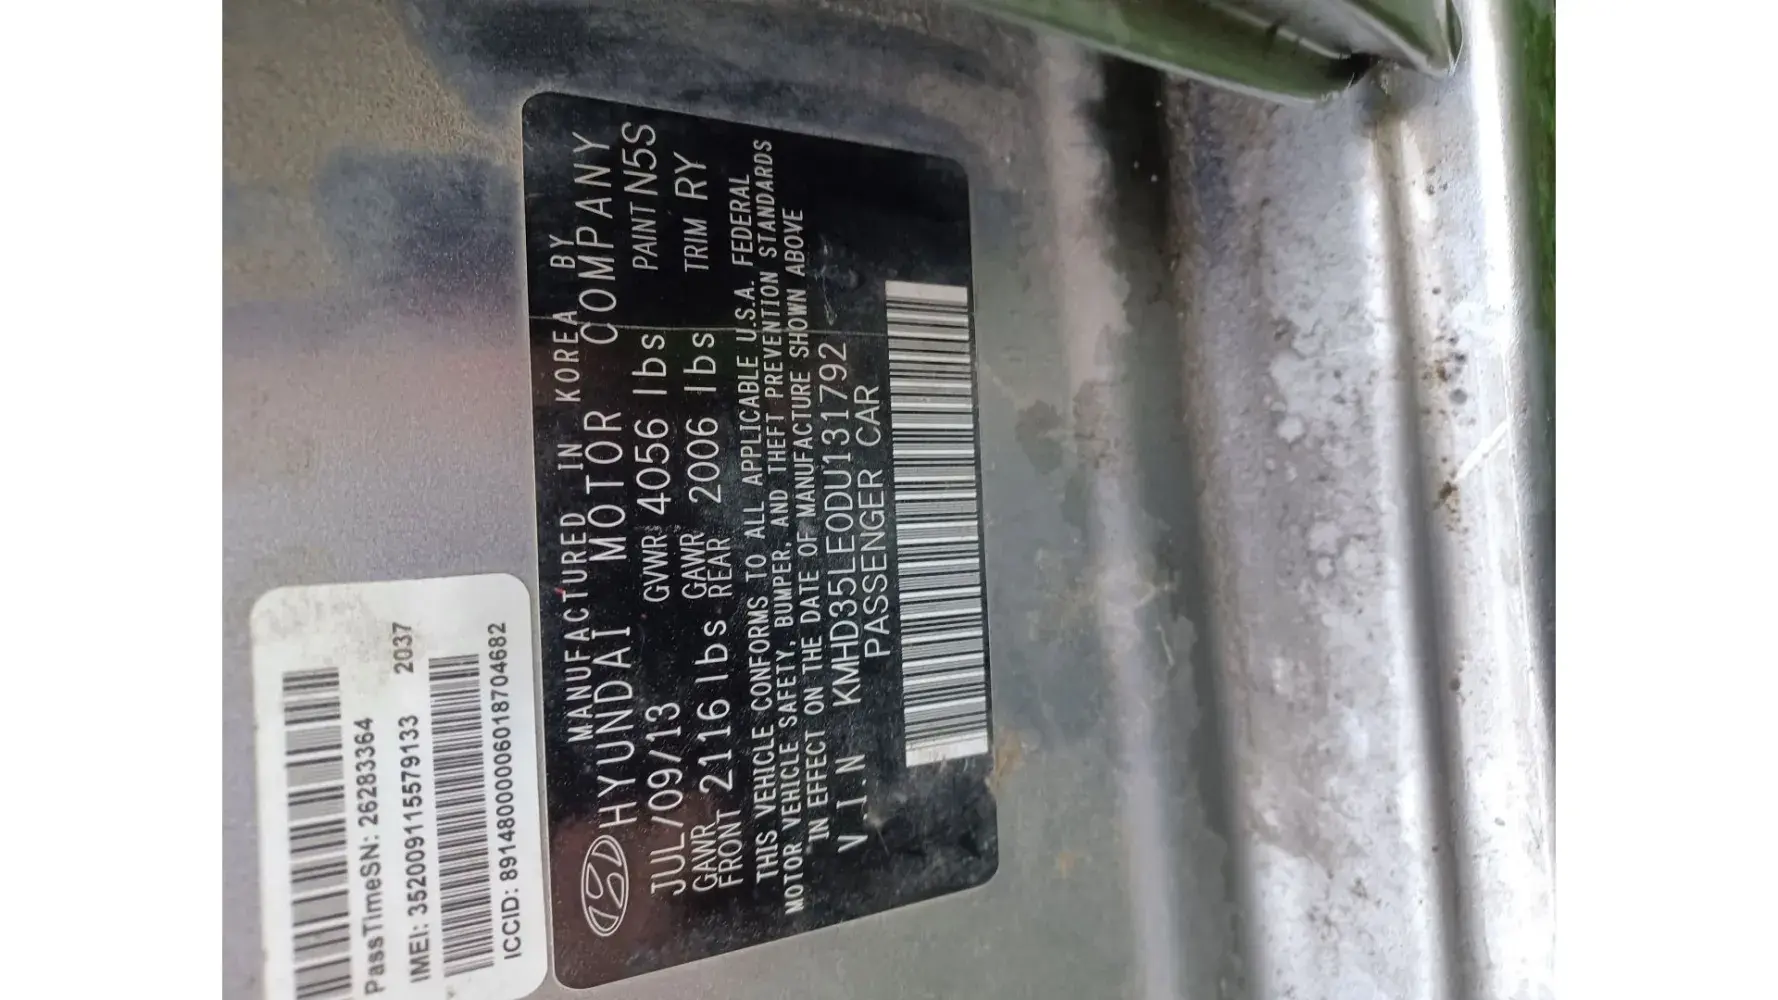 MANUFACTURED IN KOREA BY
HYUNDAI MOTOR COMPANY
JUL/09/13 GVWR 4056 lbs PAINT N5S
GAWR FRONT 2116 lbs GAWR REAR 2006 lbs TRIM RY
THIS VEHICLE CONFORMS TO ALL APPLICABLE U.S.A. FEDERAL
MOTOR VEHICLE SAFETY, BUMPER, AND THEFT PREVENTION STANDARDS
IN EFFECT ON THE DATE OF MANUFACTURE SHOWN ABOVE
V.I.N KMHD35LE0DU131792
PASSENGER CAR
PassTimeSN: 26283364
2037
IMEI: 352009115579133
ICCID: 89148000006018704682